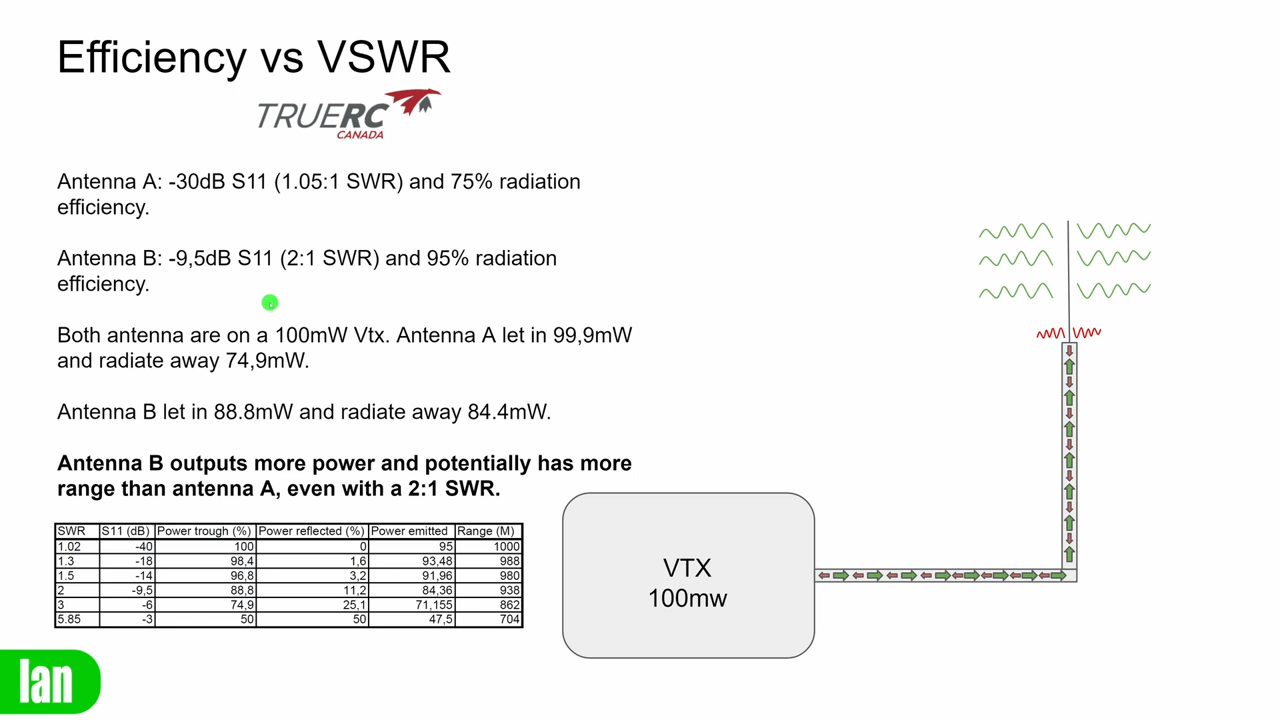 Efficiency vs VSWR
TRUERC
CANADA
Antenna A: -30dB S11 (1.05:1 SWR) and 75% radiation
efficiency.
Antenna B: -9,5dB S11 (2:1 SWR) and 95% radiation
efficiency.
Both antenna are on a 100mW Vtx. Antenna A let in 99,9mW
and radiate away 74,9mW.
Antenna B let in 88.8mW and radiate away 84.4mW.
Antenna B outputs more power and potentially has more
range than antenna A, even with a 2:1 SWR.
SWR S11 (dB) Power trough (%) Power reflected (%) Power emitted Range (M)
1.02 -40 100 0 95 1000
1.3 -18 98,4 1,6 93,48 988
1.5 -14 96,8 3,2 91,96 980
2 -9,5 88,8 11,2 84,36 938
3 -6 74,9 25,1 71,155 862
5.85 -3 50 50 47,5 704
VTX
100mw
Ian